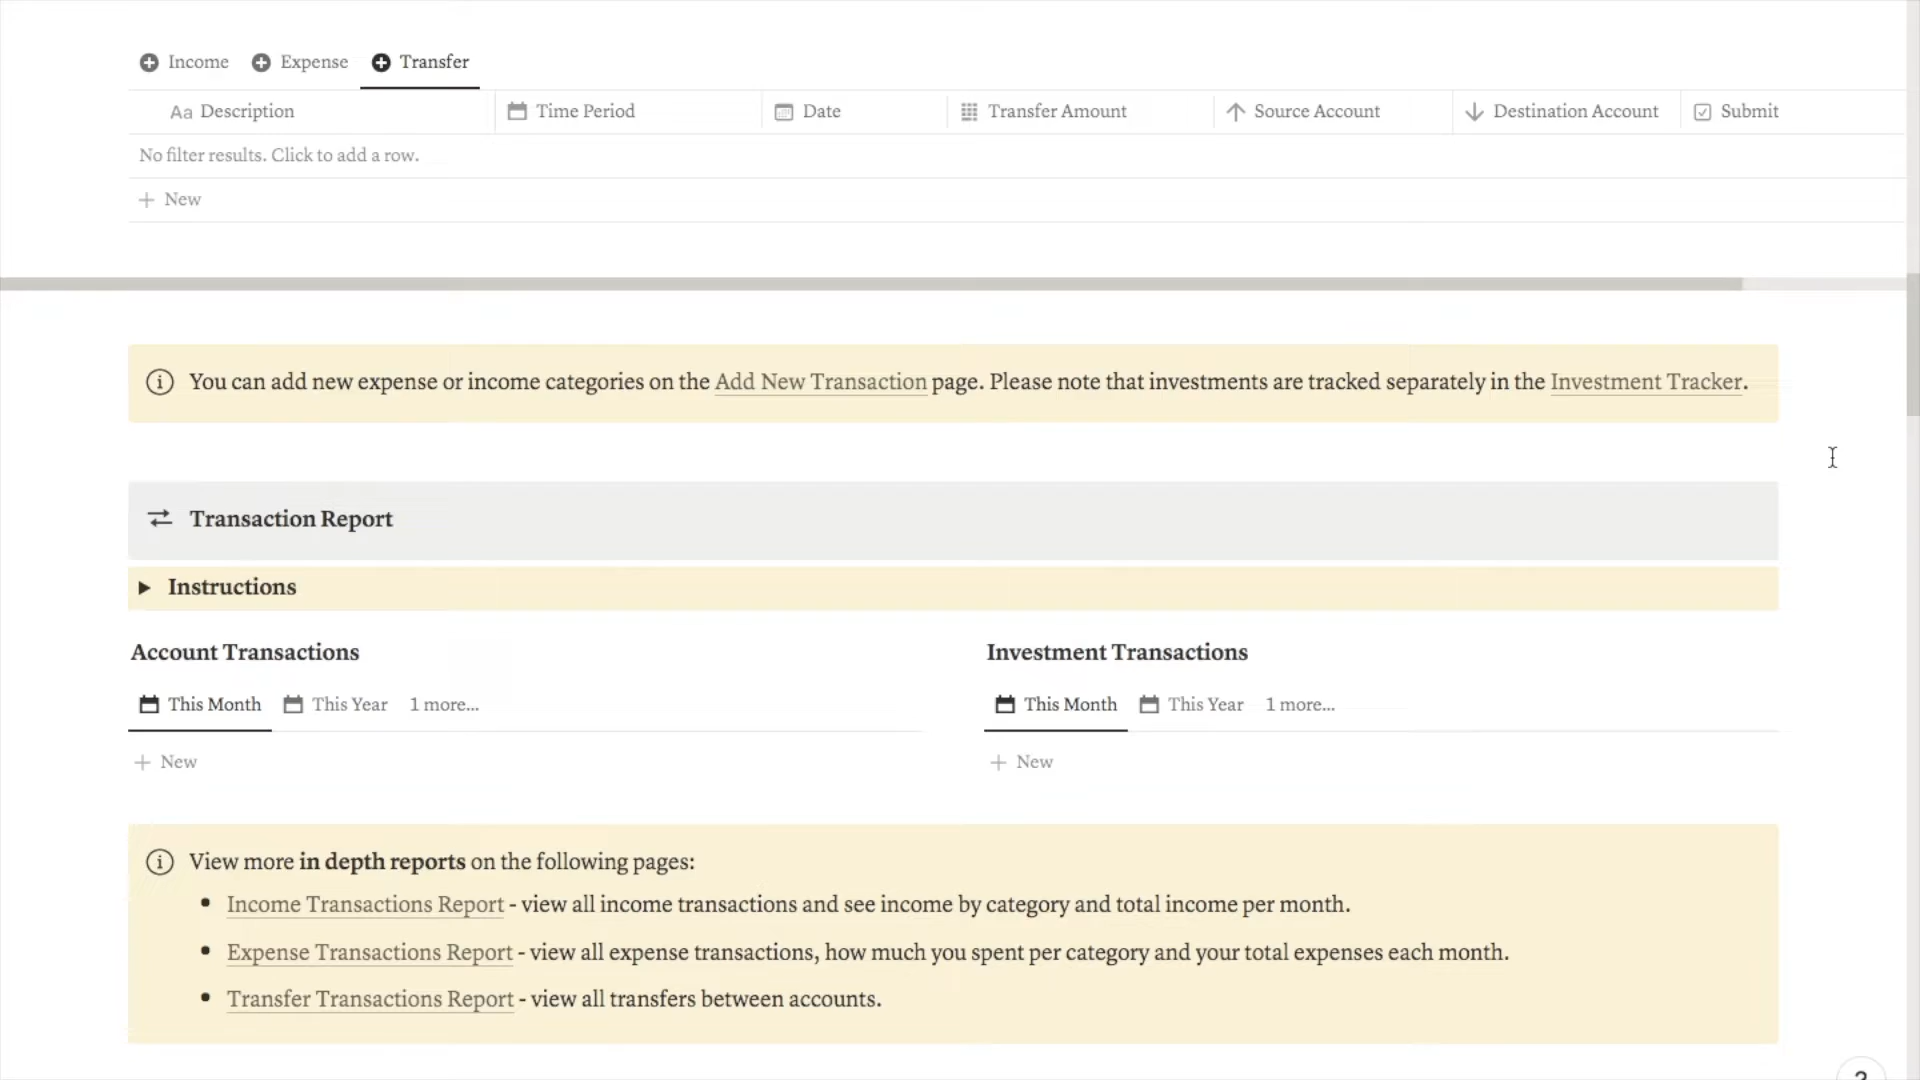 Income Expense Transfer
Aa Description Time Period Date Transfer Amount Source Account Destination Account Submit
No filter results. Click to add a row.
+ New
You can add new expense or income categories on the Add New Transaction page. Please note that investments are tracked separately in the Investment Tracker.
Transaction Report
Instructions
Account Transactions
This Month This Year 1 more...
+ New
Investment Transactions
This Month This Year 1 more...
+ New
View more in depth reports on the following pages:
• Income Transactions Report - view all income transactions and see income by category and total income per month.
• Expense Transactions Report - view all expense transactions, how much you spent per category and your total expenses each month.
• Transfer Transactions Report - view all transfers between accounts.